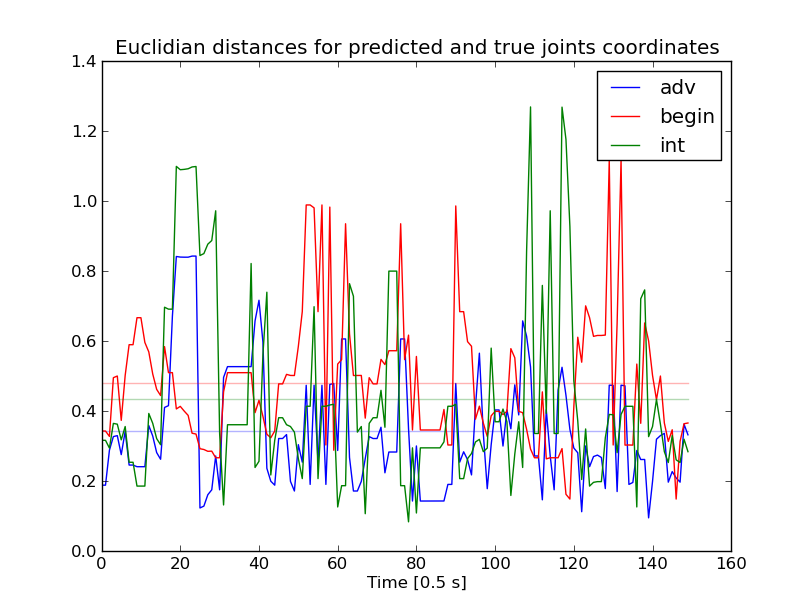 Euclidian distances for predicted and true joints coordinates
1.4
1.2
1.0
0.8
0.6
0.4
0.2
0.0
adv
begin
int
0 20 40 60 80 100 120 140 160
Time [0.5 s]